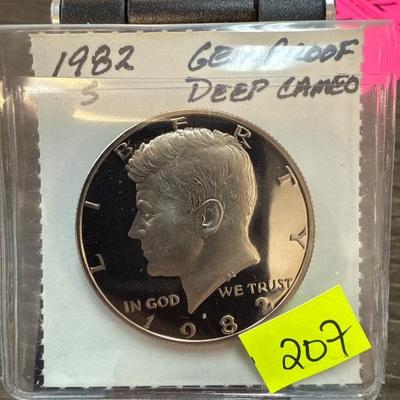 1982 GEM PROOF
S DEEP CAMEO
LIBERTY
IN GOD WE TRUST
1982
207